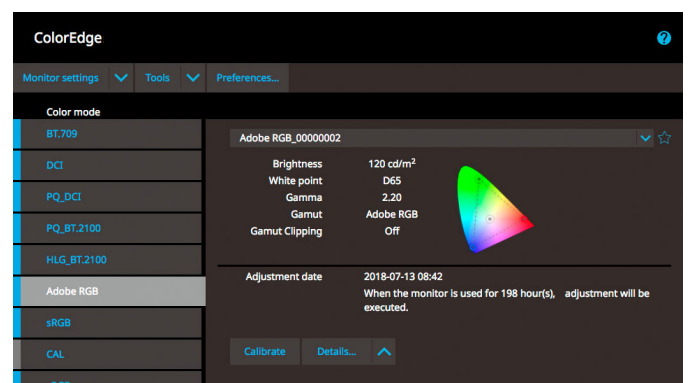 ColorEdge
Monitor settings Tools Preferences...
Color mode
BT.709
DCI
PQ_DCI
PQ_BT.2100
HLG_BT.2100
Adobe RGB
sRGB
CAL
Adobe RGB_00000002
Brightness 120 cd/m²
White point D65
Gamma 2.20
Gamut Adobe RGB
Gamut Clipping Off
Adjustment date 2018-07-13 08:42
When the monitor is used for 198 hour(s), adjustment will be
executed.
Calibrate Details...